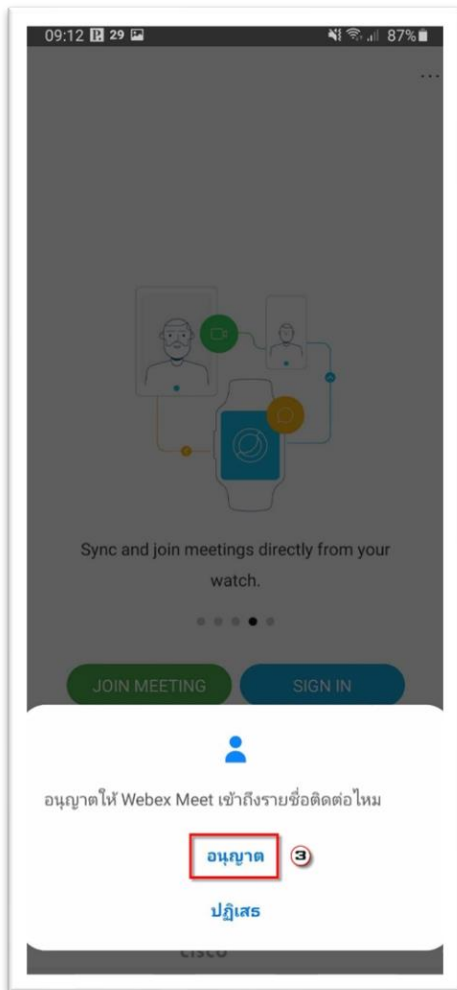 09:12 29 87%
Sync and join meetings directly from your
watch.
JOIN MEETING SIGN IN
อนุญาตให้ Webex Meet เข้าถึงรายชื่อติดต่อไหม
อนุญาต 3
ปฏิเสธ
cisco